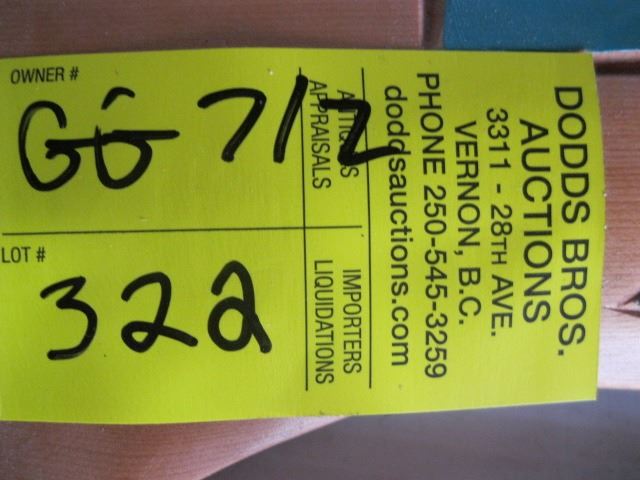 DODDS BROS.
AUCTIONS
3311 - 28TH AVE.
VERNON, B.C.
PHONE 250-545-3259
doddsauctions.com
ANTIQUES
APPRAISALS
IMPORTERS
LIQUIDATIONS
OWNER #
712
LOT #
322